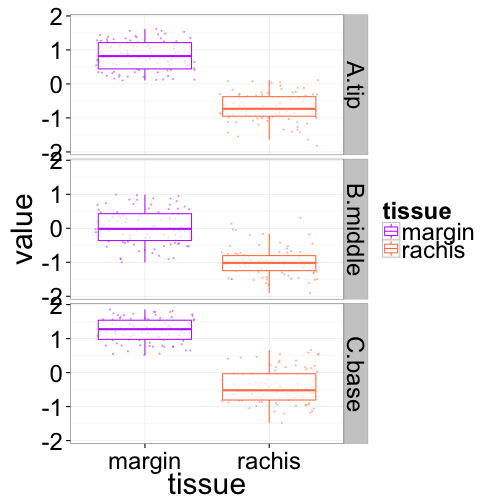 value
2
1
0
-1
-2
A.tip
2
1
0
-1
-2
B.middle
2
1
0
-1
-2
C.base
margin rachis
tissue
tissue
margin
rachis